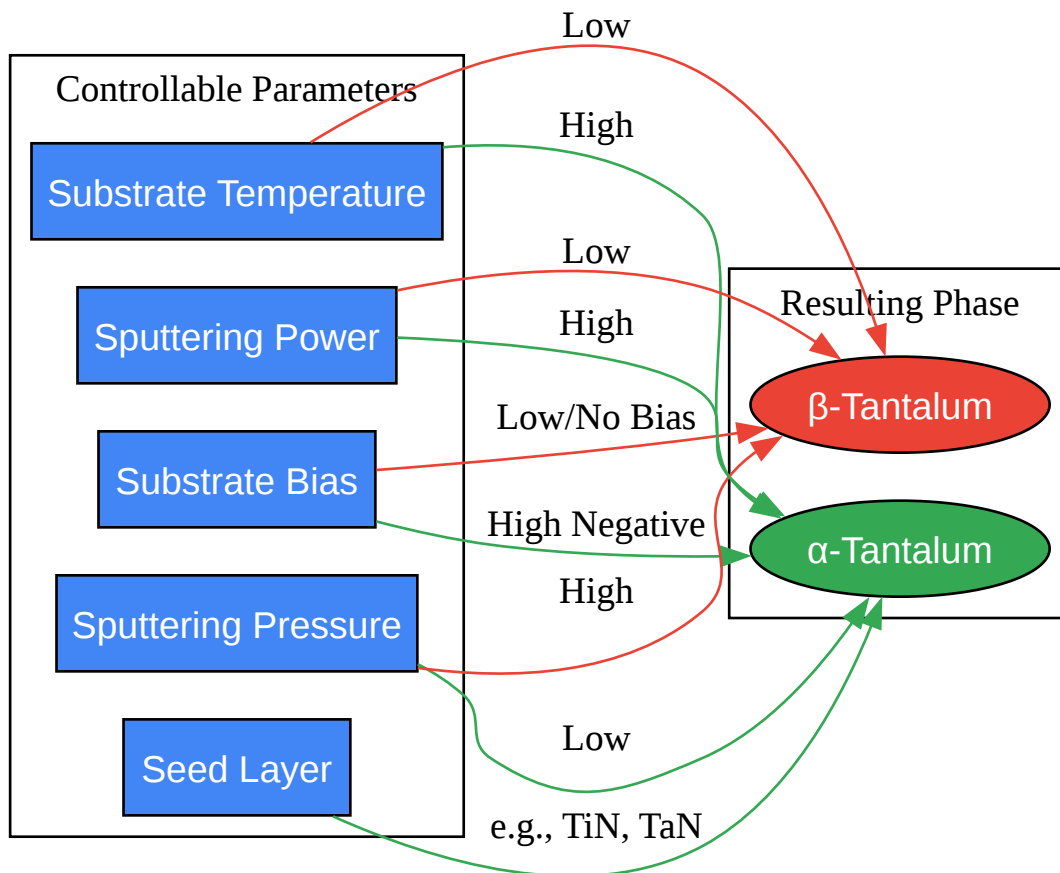 Low
Controllable Parameters
High
Substrate Temperature
Low
Resulting Phase
Sputtering Power
High
β-Tantalum
Low/No Bias
Substrate Bias
High Negative
α-Tantalum
High
Sputtering Pressure
Low
Seed Layer
e.g., TiN, TaN